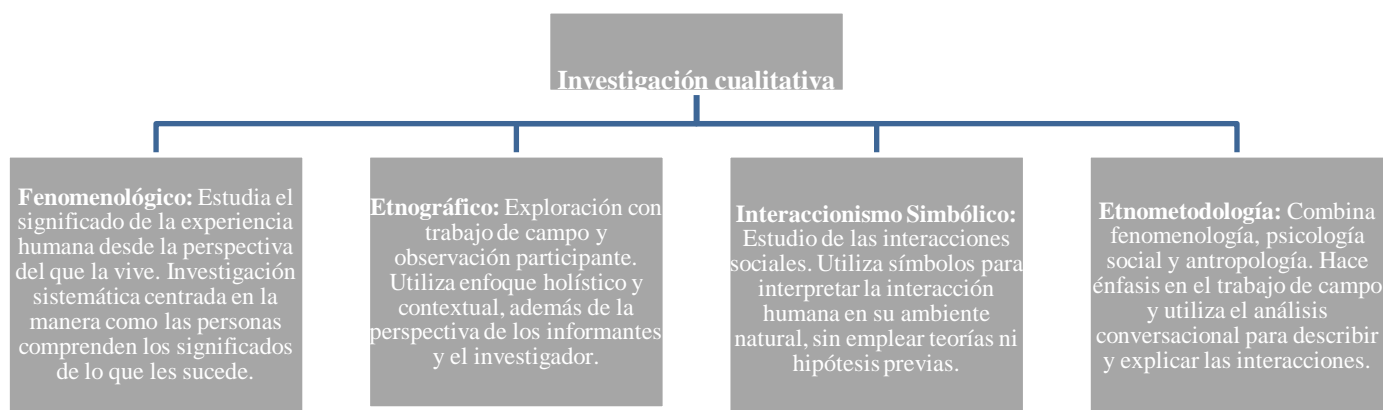 Investigación cualitativa
Fenomenológico: Estudia el
significado de la experiencia
humana desde la perspectiva
del que la vive. Investigación
sistemática centrada en la
manera como las personas
comprenden los significados
de lo que les sucede.
Etnográfico: Exploración con
trabajo de campo y
observación participante.
Utiliza enfoque holístico y
contextual, además de la
perspectiva de los informantes
y el investigador.
Interaccionismo Simbólico:
Estudio de las interacciones
sociales. Utiliza símbolos para
interpretar la interacción
humana en su ambiente
natural, sin emplear teorías ni
hipótesis previas.
Etnometodología: Combina
fenomenología, psicología
social y antropología. Hace
énfasis en el trabajo de campo
y utiliza el análisis
conversacional para describir
y explicar las interacciones.